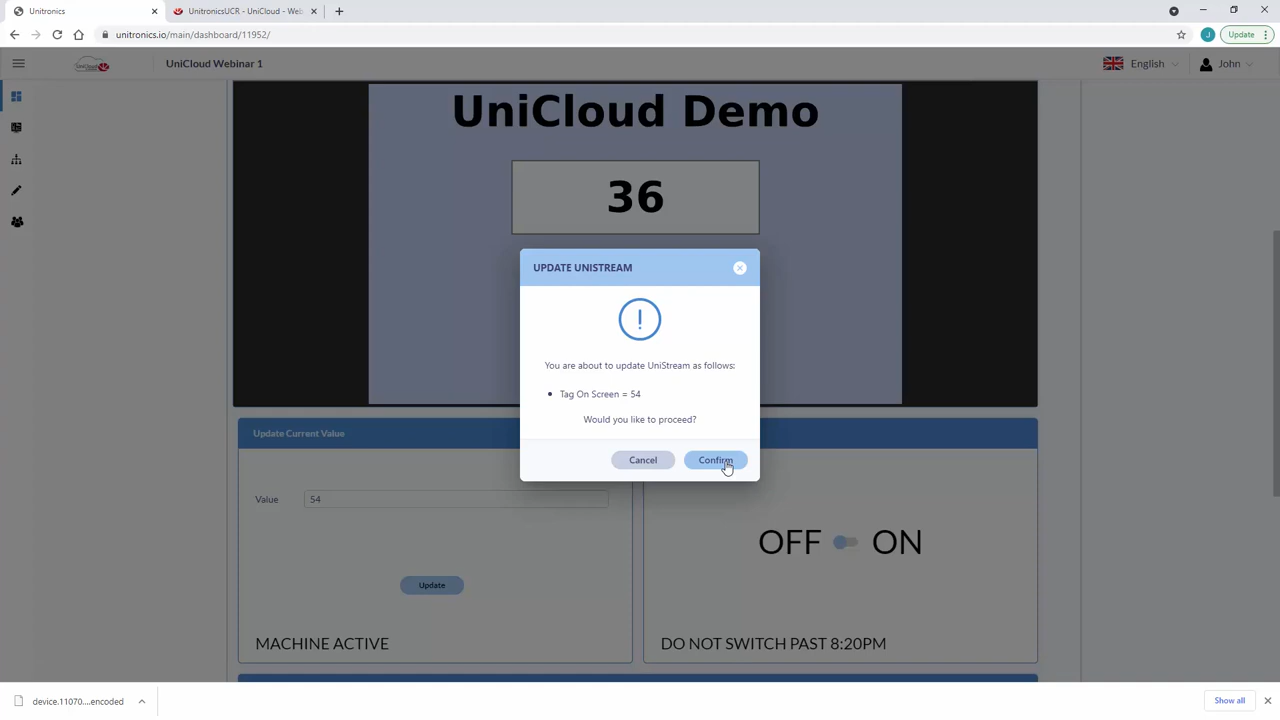 Unitronics
UnitronicsUCR - UniCloud - Web
unitronics.io/main/dashboard/11952/
J
Update
UniCloud Webinar 1
English
John
UniCloud Demo
36
UPDATE UNISTREAM
You are about to update UniStream as follows:
Tag On Screen = 54
Would you like to proceed?
Cancel
Confirm
Update Current Value
Value
54
Update
MACHINE ACTIVE
OFF ON
DO NOT SWITCH PAST 8:20PM
device.11070....encoded
Show all